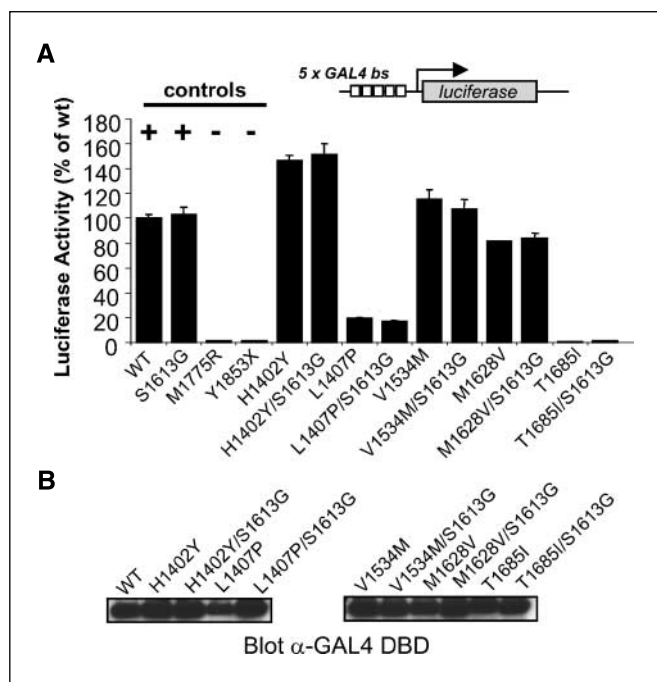 A
5 x GAL4 bs
luciferase
controls
+ + - -
Luciferase Activity (% of wt)
180
160
140
120
100
80
60
40
20
0
WT
S1613G
M1775R
Y1853X
H1402Y
H1402Y/S1613G
L1407P
L1407P/S1613G
V1534M
V1534M/S1613G
M1628V
M1628V/S1613G
T1685I
T1685I/S1613G
B
WT
H1402Y
H1402Y/S1613G
L1407P
L1407P/S1613G
V1534M
V1534M/S1613G
M1628V
M1628V/S1613G
T1685I
T1685I/S1613G
Blot α-GAL4 DBD